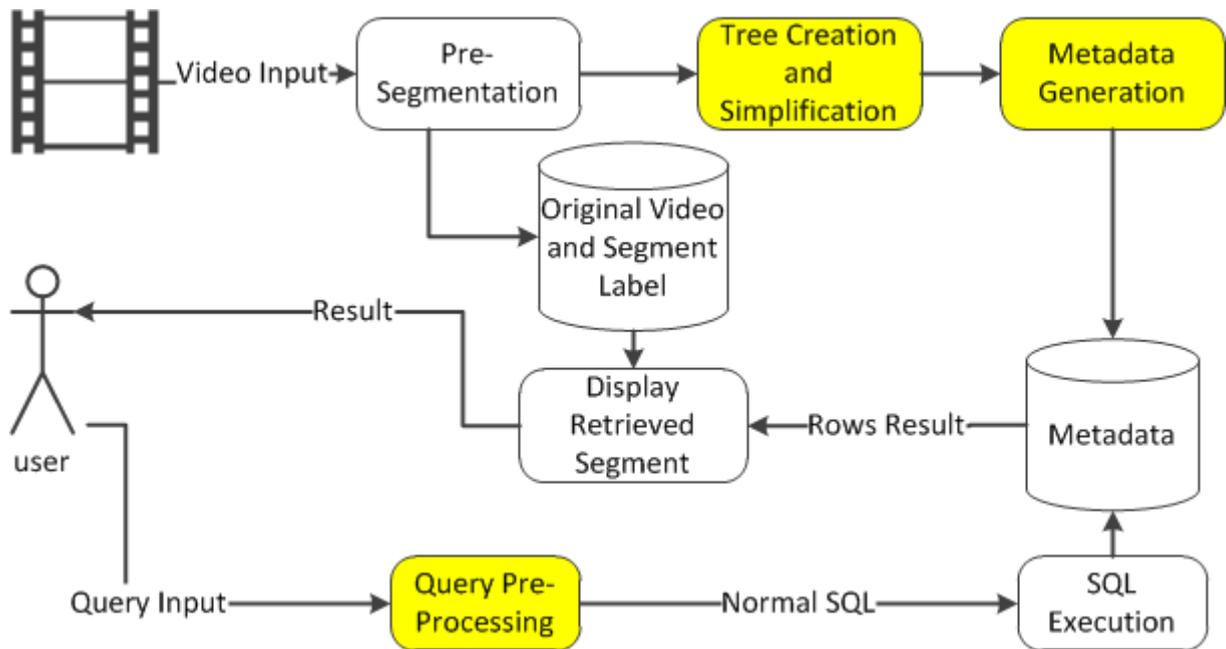 Video Input
Pre-
Segmentation
Tree Creation
and
Simplification
Metadata
Generation
Original Video
and Segment
Label
Result
Display
Retrieved
Segment
Rows Result
Metadata
user
Query Input
Query Pre-
Processing
Normal SQL
SQL
Execution